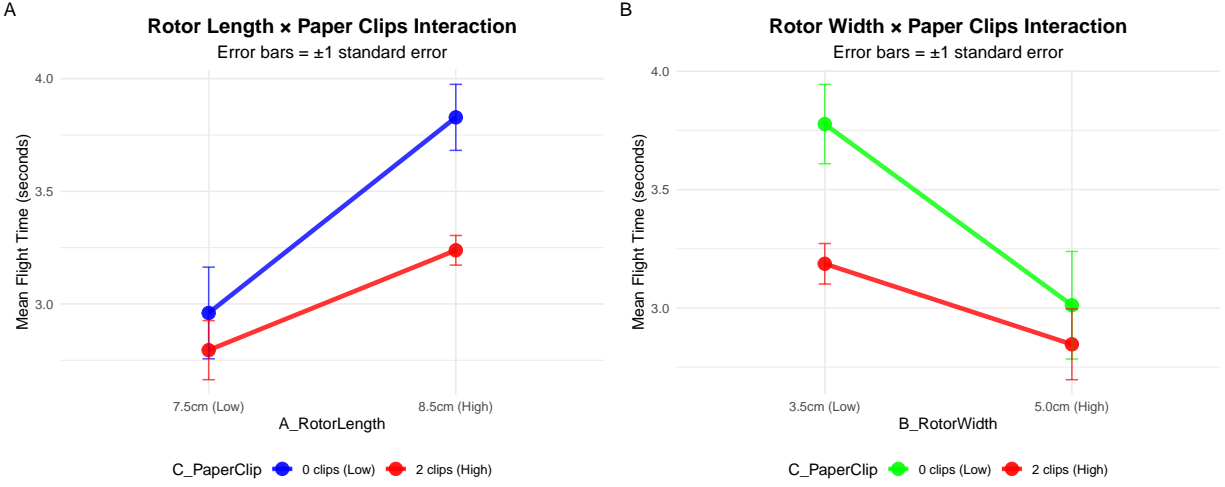 A
Rotor Length × Paper Clips Interaction
Error bars = ±1 standard error
4.0
3.5
3.0
Mean Flight Time (seconds)
7.5cm (Low)
8.5cm (High)
A_RotorLength
C_PaperClip
0 clips (Low)
2 clips (High)
B
Rotor Width × Paper Clips Interaction
Error bars = ±1 standard error
4.0
3.5
3.0
Mean Flight Time (seconds)
3.5cm (Low)
5.0cm (High)
B_RotorWidth
C_PaperClip
0 clips (Low)
2 clips (High)